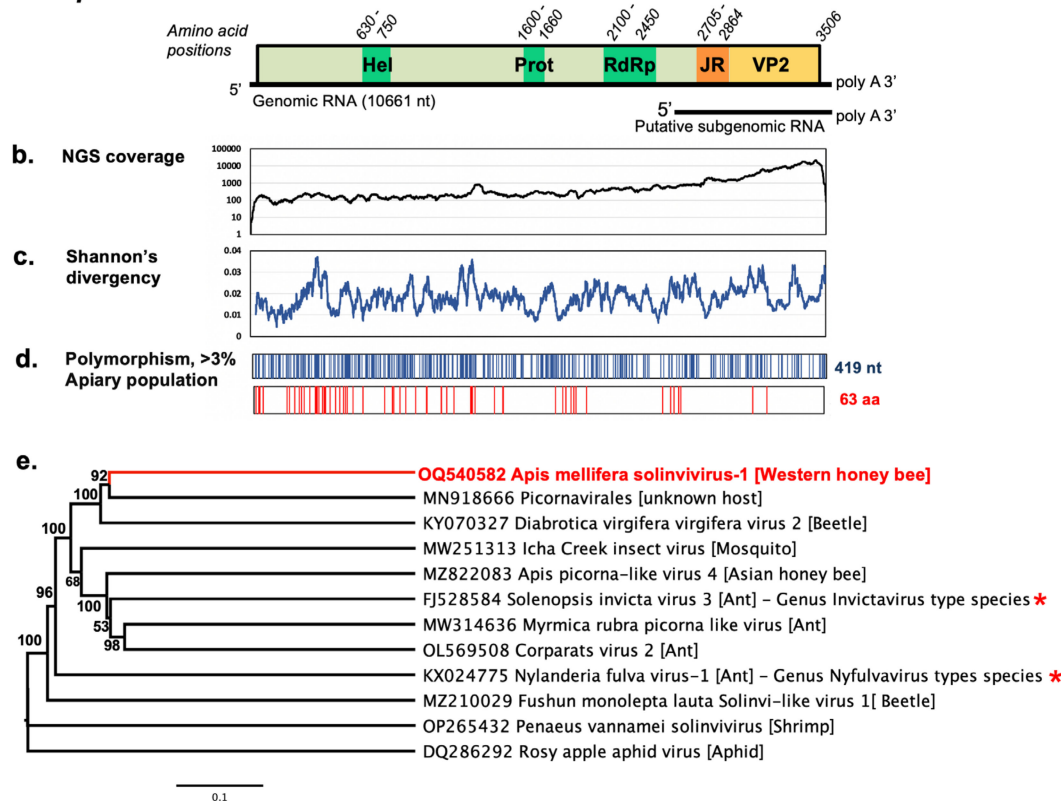 Amino acid
positions
630 -
750
1600 -
1660
2100 -
2450
2705 -
2864
3506
Hel
Prot
RdRp
JR
VP2
5'
poly A 3'
Genomic RNA (10661 nt)
5'
poly A 3'
Putative subgenomic RNA
b. NGS coverage
100000
10000
1000
100
10
1
c. Shannon's
divergency
0.04
0.03
0.02
0.01
0
d. Polymorphism, >3%
Apiary population
419 nt
63 aa
e.
92
100
100
68
96
100
53
98
100
OQ540582 Apis mellifera solinvivirus-1 [Western honey bee]
MN918666 Picornavirales [unknown host]
KY070327 Diabrotica virgifera virgifera virus 2 [Beetle]
MW251313 Icha Creek insect virus [Mosquito]
MZ822083 Apis picorna-like virus 4 [Asian honey bee]
FJ528584 Solenopsis invicta virus 3 [Ant] – Genus Invictavirus type species *
MW314636 Myrmica rubra picorna like virus [Ant]
OL569508 Corparats virus 2 [Ant]
KX024775 Nylanderia fulva virus-1 [Ant] – Genus Nyfulvavirus types species *
MZ210029 Fushun monolepta lauta Solinvi-like virus 1[ Beetle]
OP265432 Penaeus vannamei solinvivirus [Shrimp]
DQ286292 Rosy apple aphid virus [Aphid]
0.1